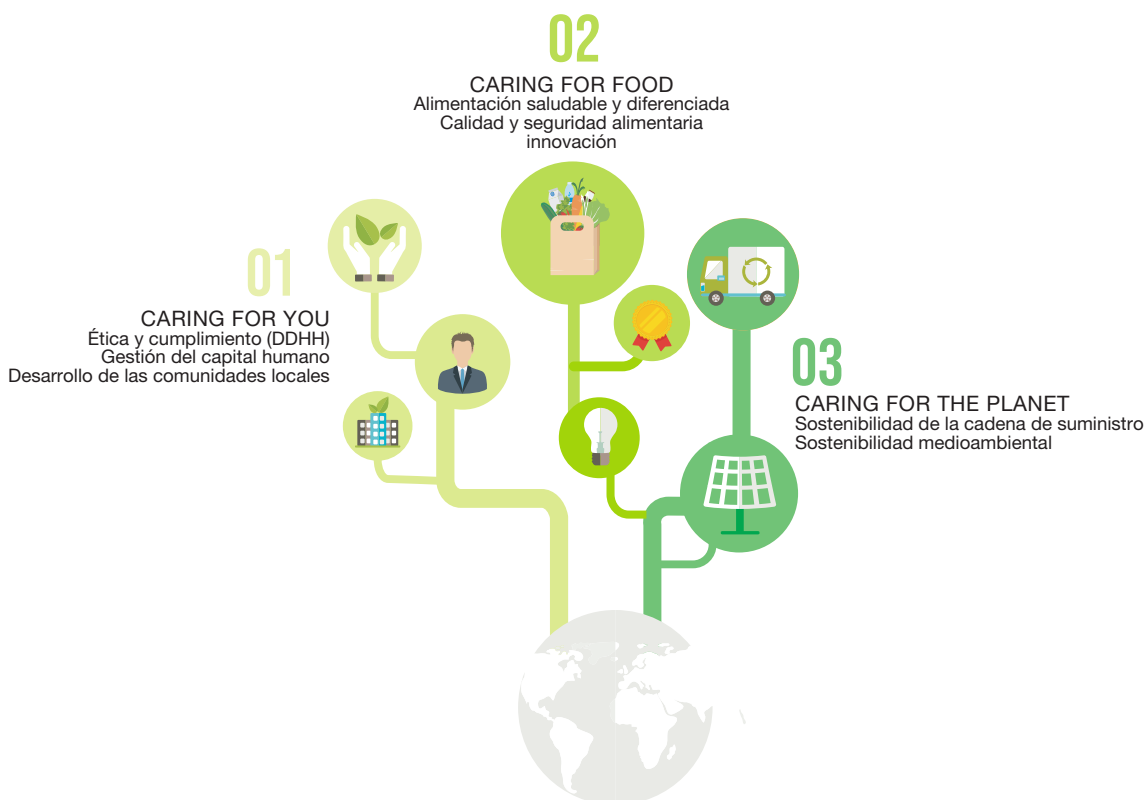 02
CARING FOR FOOD
Alimentación saludable y diferenciada
Calidad y seguridad alimentaria
innovación
01
CARING FOR YOU
Ética y cumplimiento (DDHH)
Gestión del capital humano
Desarrollo de las comunidades locales
03
CARING FOR THE PLANET
Sostenibilidad de la cadena de suministro
Sostenibilidad medioambiental